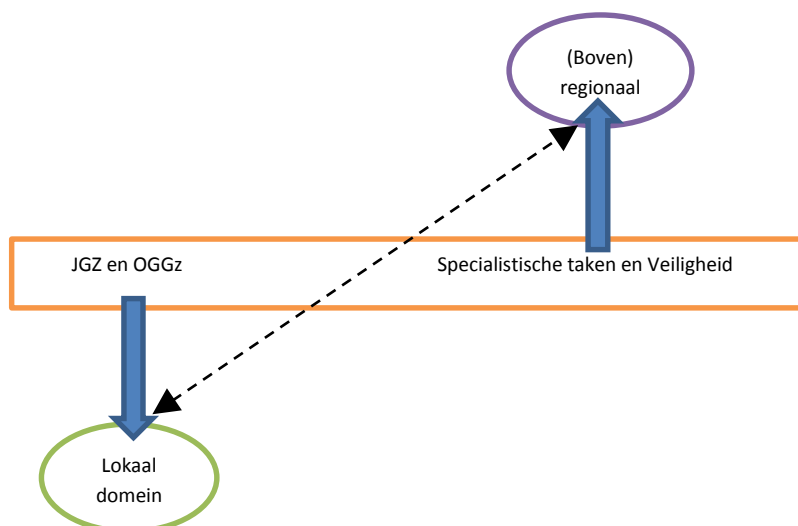 (Boven)
regionaal
JGZ en OGGz
Specialistische taken en Veiligheid
Lokaal
domein